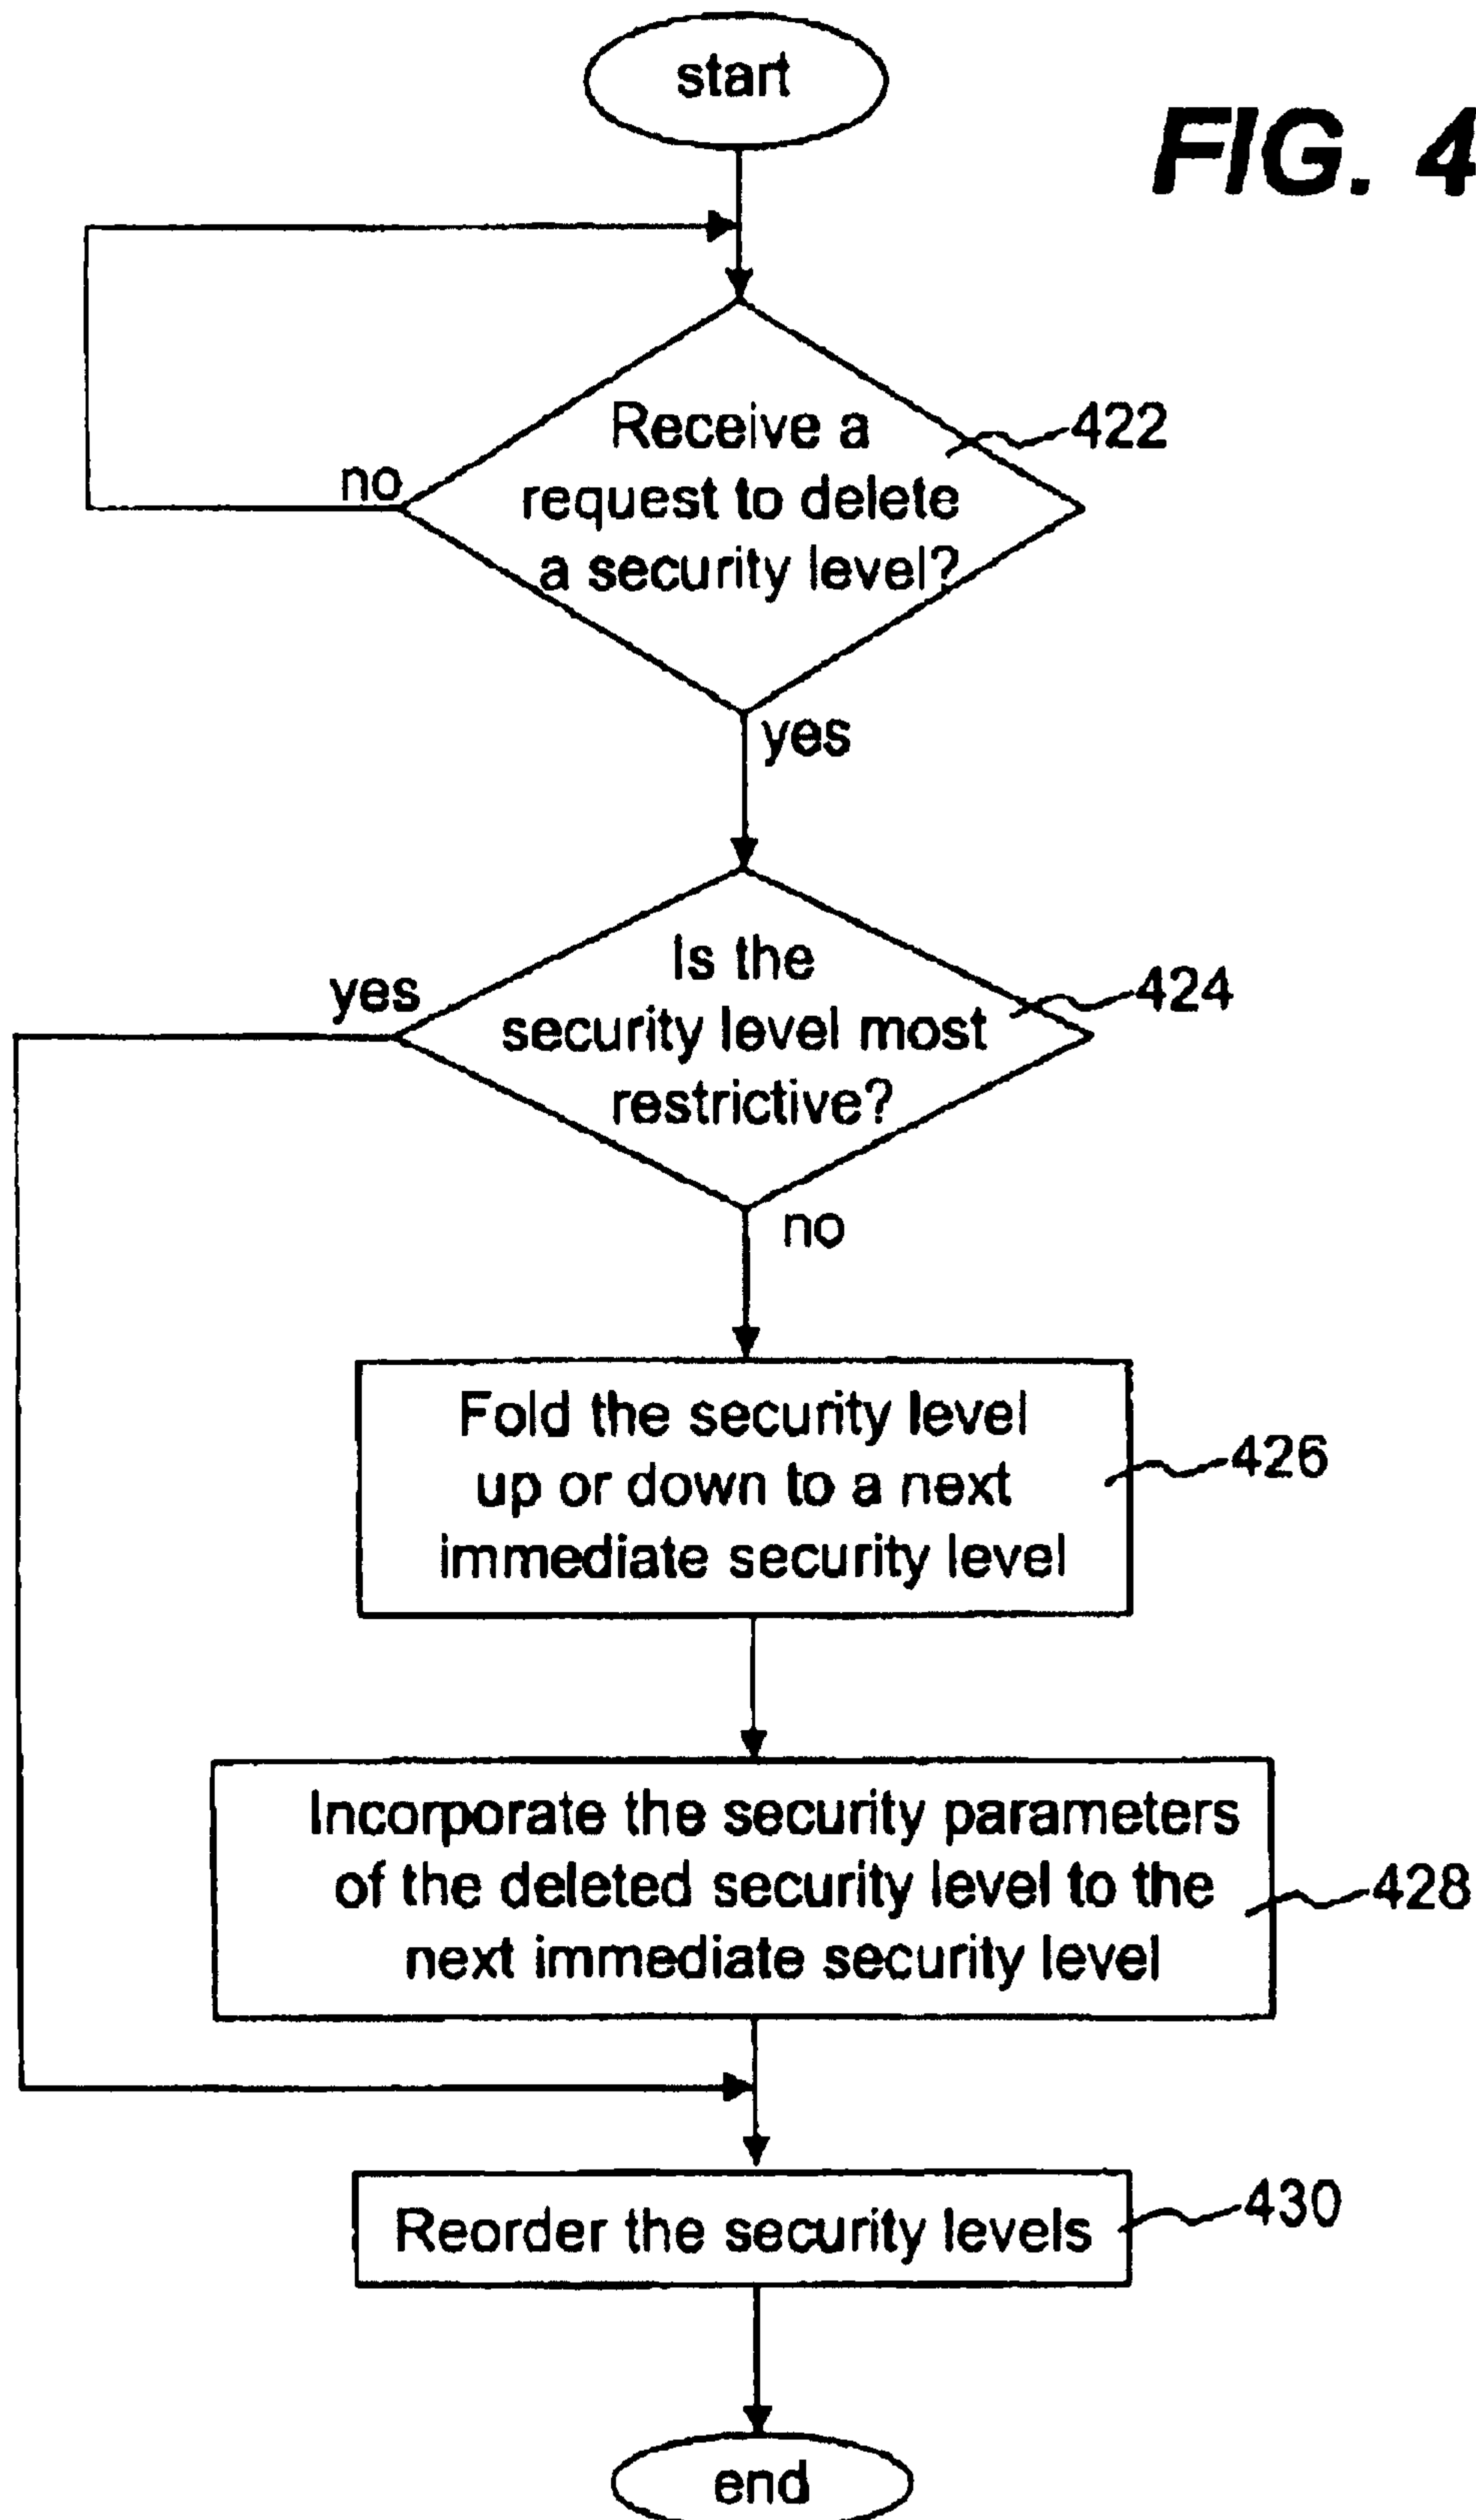 start
FIG. 4
Receive a
request to delete
a security level?
422
no
yes
Is the
security level most
restrictive?
424
yes
no
Fold the security level
up or down to a next
immediate security level
426
Incorporate the security parameters
of the deleted security level to the
next immediate security level
428
Reorder the security levels
430
end